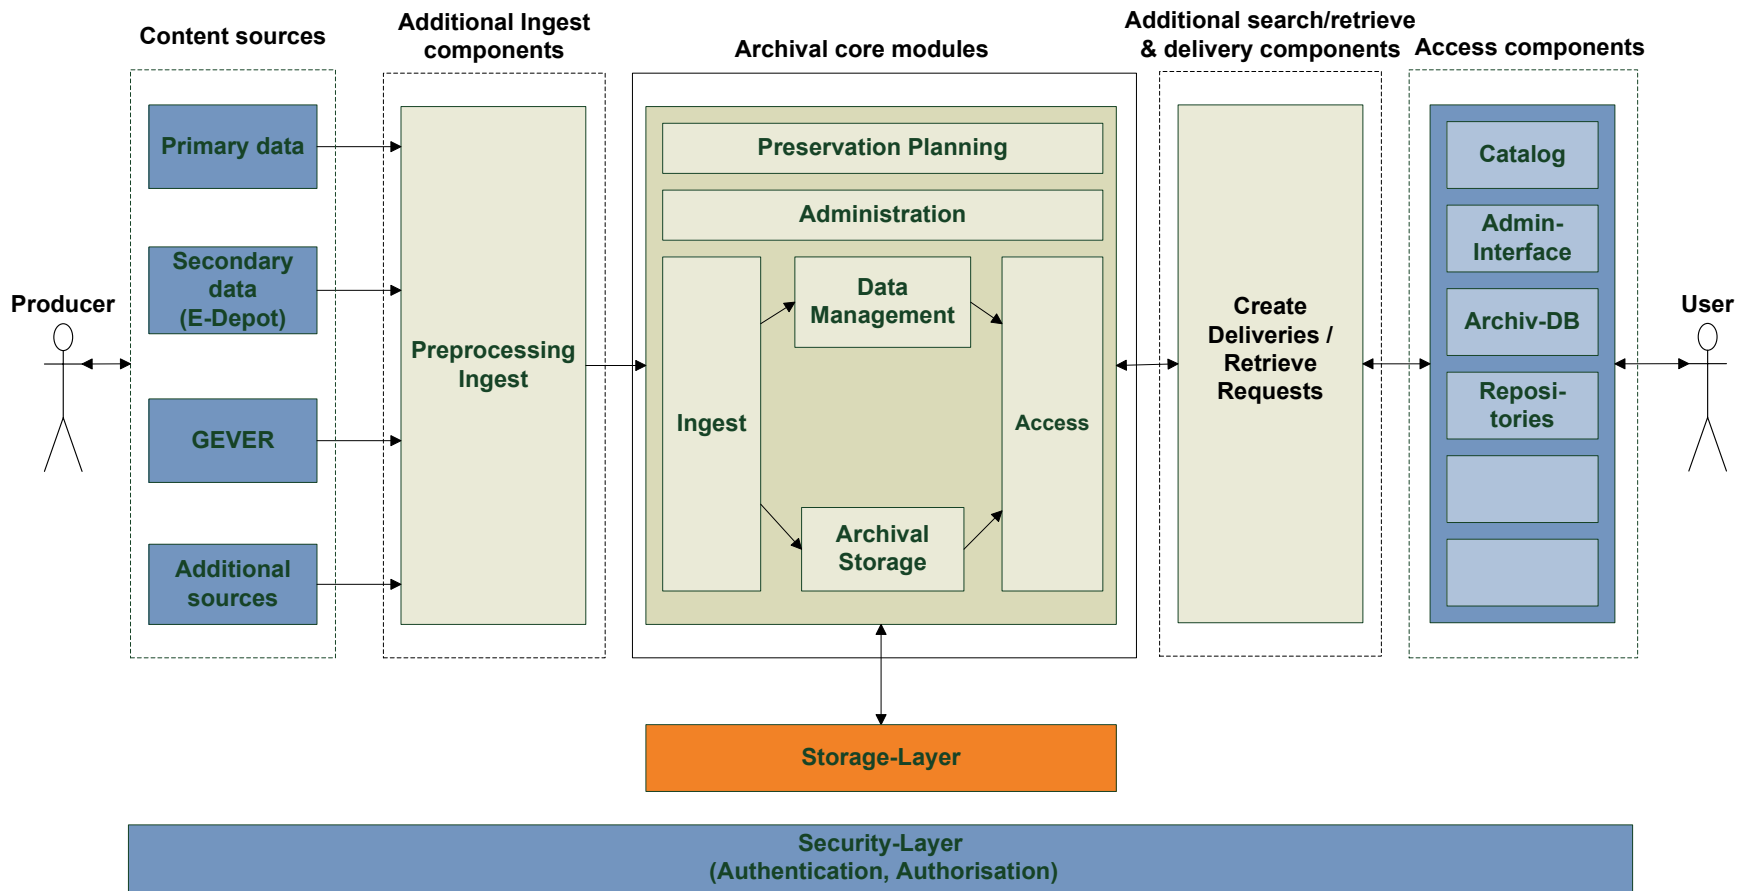 Content sources
Additional Ingest
components
Archival core modules
Additional search/retrieve
& delivery components
Access components
Producer
Primary data
Secondary
data
(E-Depot)
GEVER
Additional
sources
Preprocessing
Ingest
Preservation Planning
Administration
Ingest
Data
Management
Archival
Storage
Access
Create
Deliveries /
Retrieve
Requests
Catalog
Admin-
Interface
Archiv-DB
Reposi-
tories
User
Storage-Layer
Security-Layer
(Authentication, Authorisation)